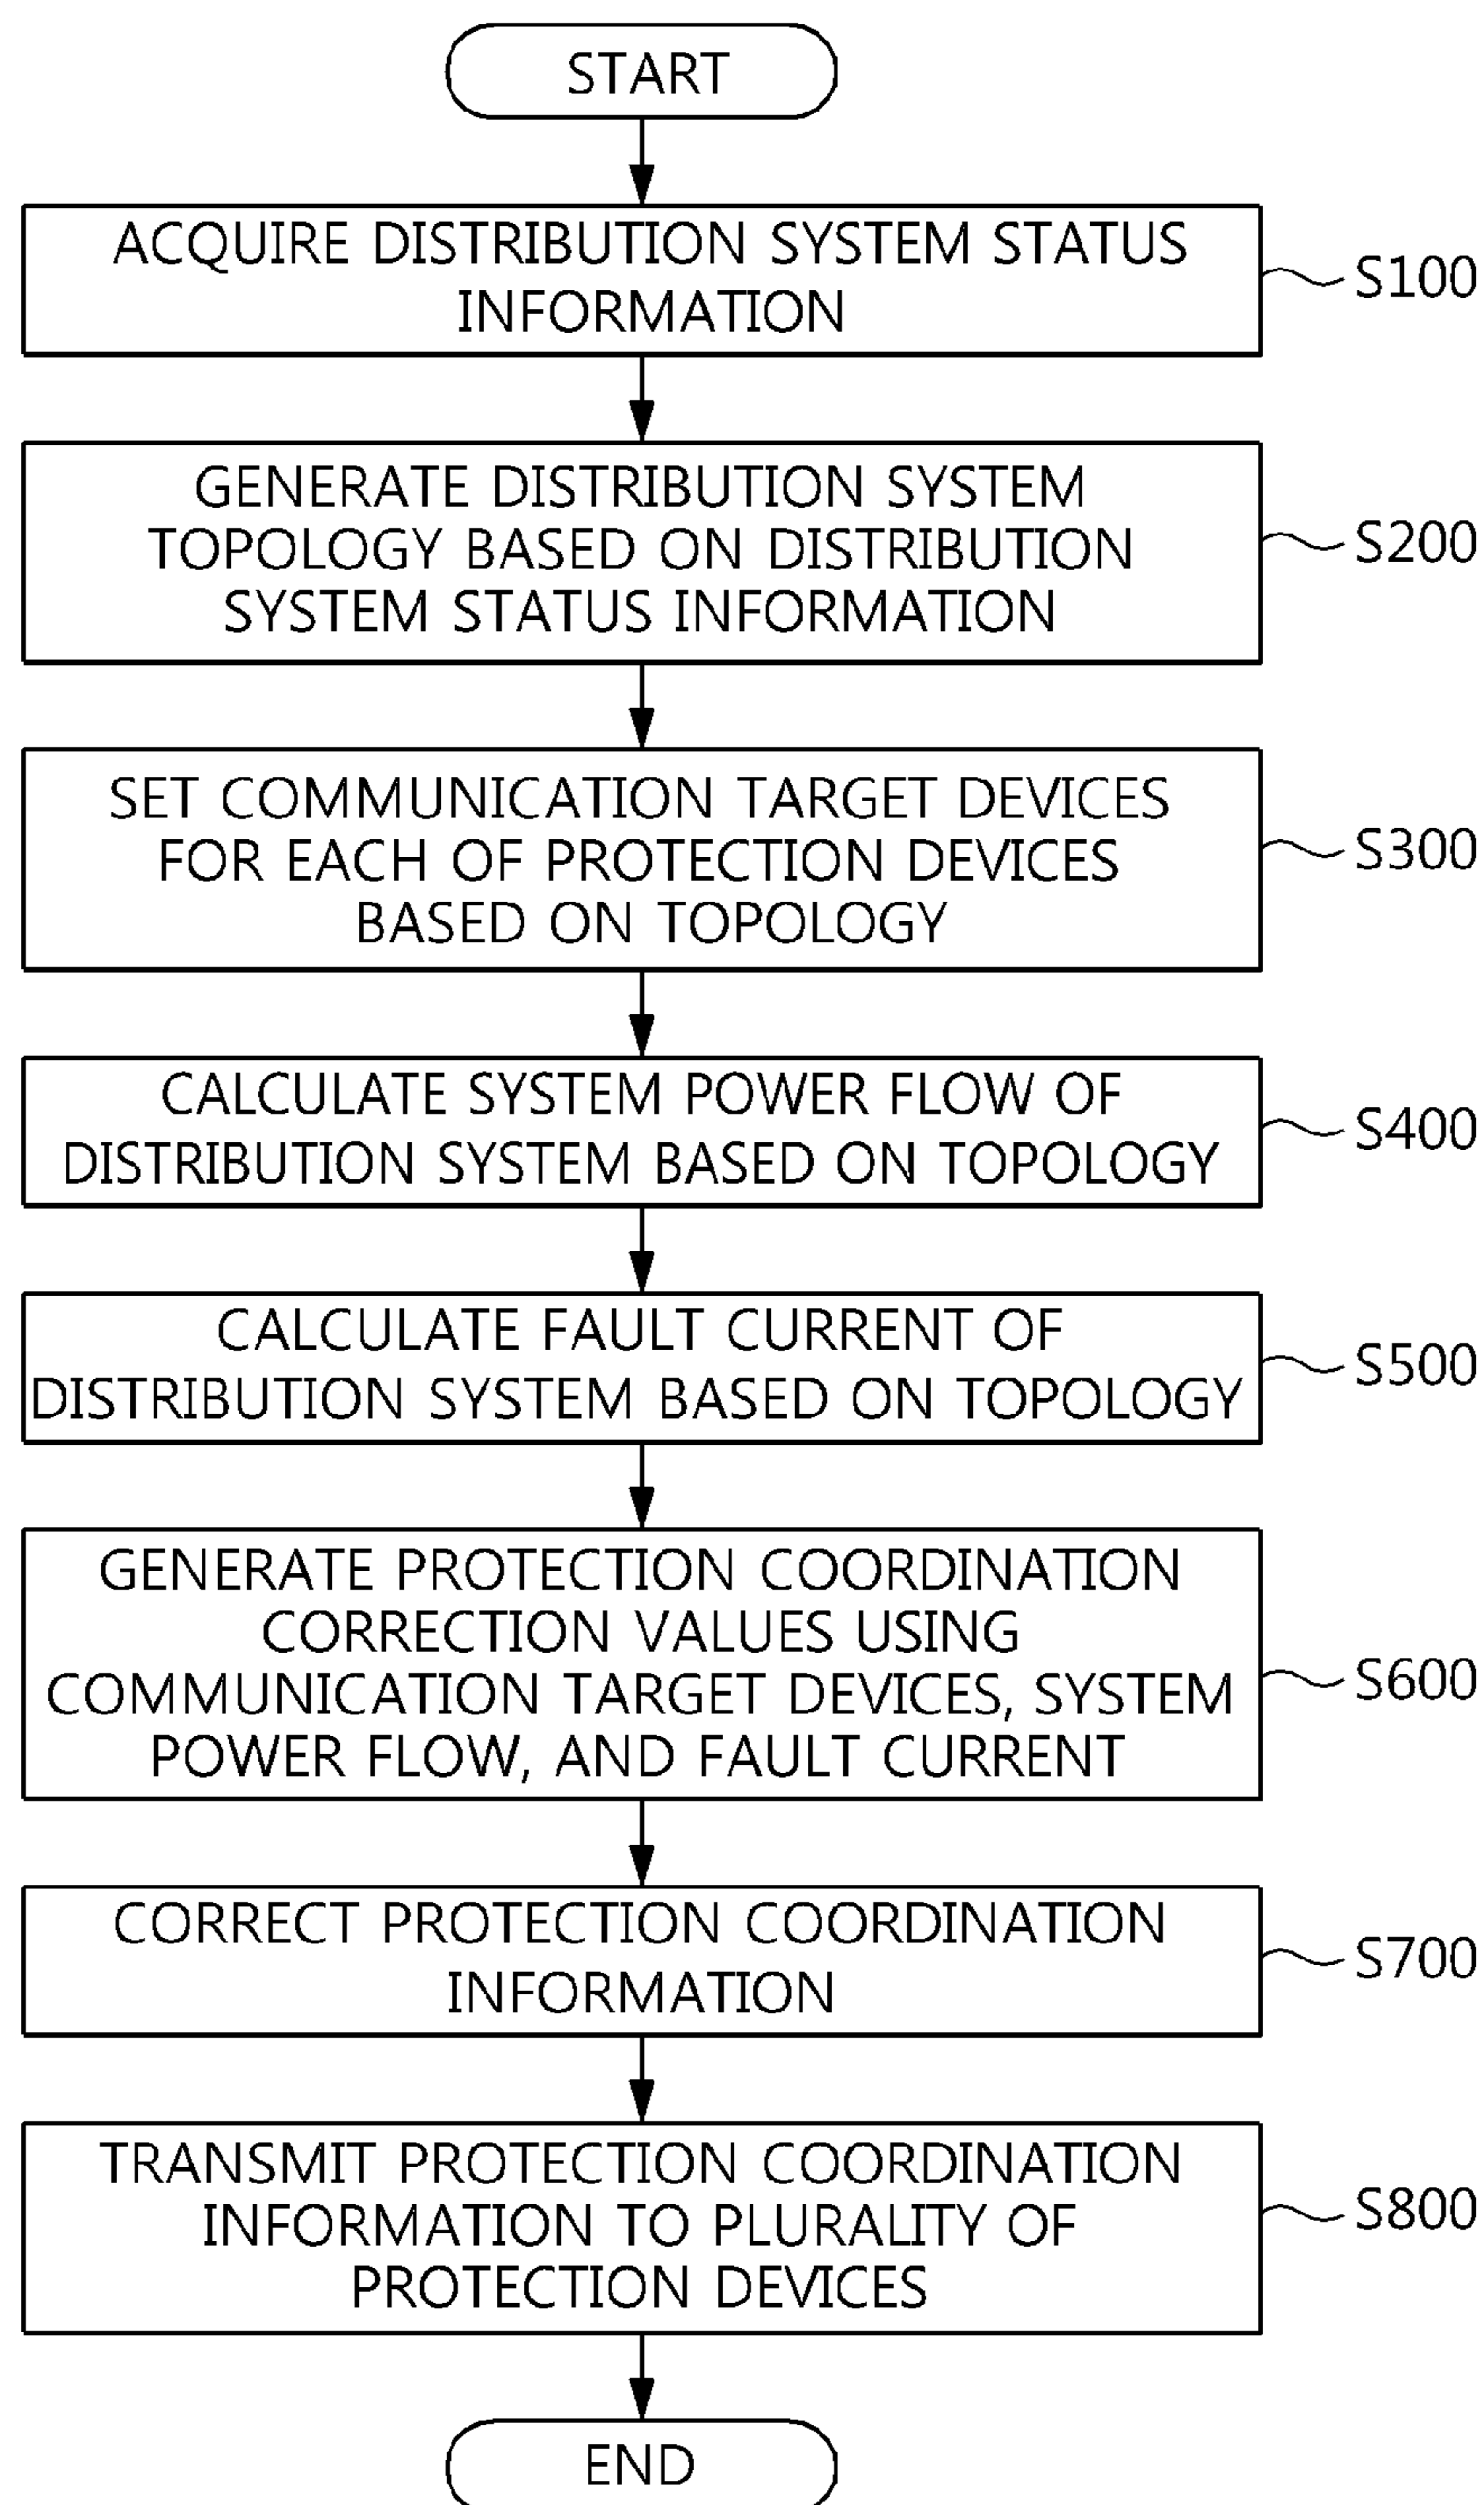 START
ACQUIRE DISTRIBUTION SYSTEM STATUS
INFORMATION
S100
GENERATE DISTRIBUTION SYSTEM
TOPOLOGY BASED ON DISTRIBUTION
SYSTEM STATUS INFORMATION
S200
SET COMMUNICATION TARGET DEVICES
FOR EACH OF PROTECTION DEVICES
BASED ON TOPOLOGY
S300
CALCULATE SYSTEM POWER FLOW OF
DISTRIBUTION SYSTEM BASED ON TOPOLOGY
S400
CALCULATE FAULT CURRENT OF
DISTRIBUTION SYSTEM BASED ON TOPOLOGY
S500
GENERATE PROTECTION COORDINATION
CORRECTION VALUES USING
COMMUNICATION TARGET DEVICES, SYSTEM
POWER FLOW, AND FAULT CURRENT
S600
CORRECT PROTECTION COORDINATION
INFORMATION
S700
TRANSMIT PROTECTION COORDINATION
INFORMATION TO PLURALITY OF
PROTECTION DEVICES
S800
END